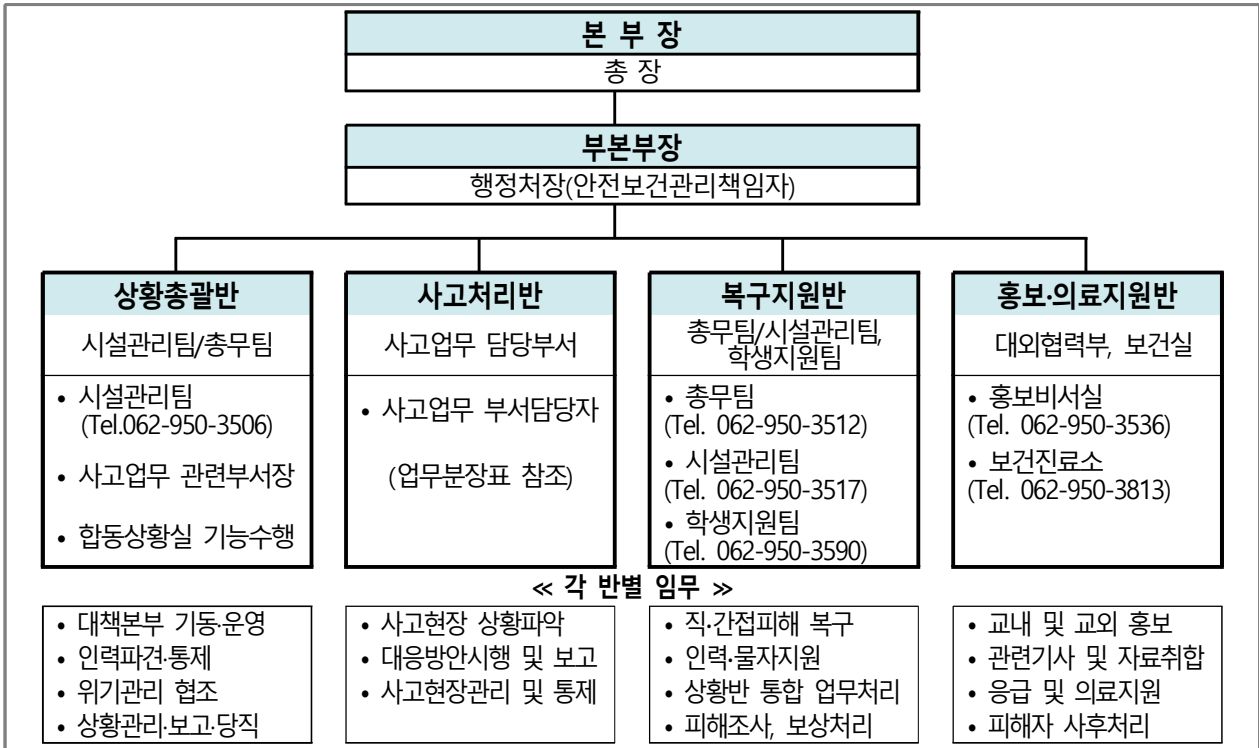 본 부 장
총 장
부본부장
행정처장(안전보건관리책임자)
상황총괄반
시설관리팀/총무팀
• 시설관리팀
(Tel.062-950-3506)
• 사고업무 관련부서장
• 합동상황실 기능수행
사고처리반
사고업무 담당부서
• 사고업무 부서담당자
(업무분장표 참조)
복구지원반
총무팀/시설관리팀,
학생지원팀
• 총무팀
(Tel. 062-950-3512)
• 시설관리팀
(Tel. 062-950-3517)
• 학생지원팀
(Tel. 062-950-3590)
홍보·의료지원반
대외협력부, 보건실
• 홍보비서실
(Tel. 062-950-3536)
• 보건진료소
(Tel. 062-950-3813)
≪ 각 반별 임무 ≫
• 대책본부 기동·운영
• 인력파견·통제
• 위기관리 협조
• 상황관리·보고·당직
• 사고현장 상황파악
• 대응방안시행 및 보고
• 사고현장관리 및 통제
• 직·간접피해 복구
• 인력·물자지원
• 상황반 통합 업무처리
• 피해조사, 보상처리
• 교내 및 교외 홍보
• 관련기사 및 자료취합
• 응급 및 의료지원
• 피해자 사후처리